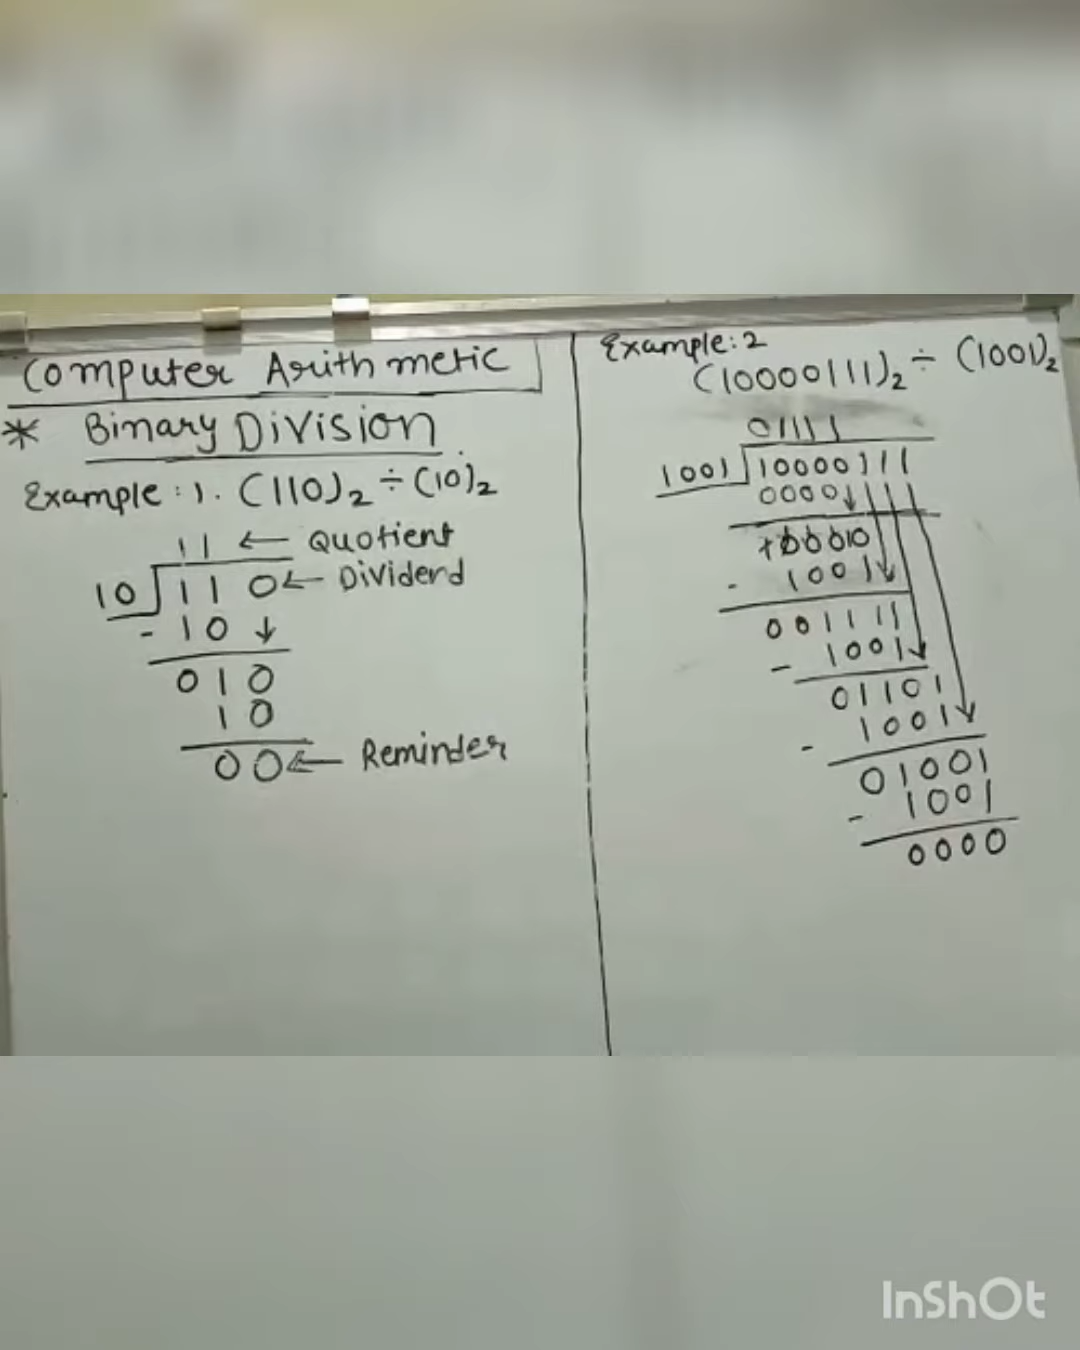 Computer Arithmetic
* Binary Division
Example: 1. (110)₂ ÷ (10)₂
11 ← Quotient
10 110 ← Dividend
- 10 ↓
010
10
00 ← Reminder
Example: 2
(10000111)₂ ÷ (1001)₂
01111
1001 10000111
0000↓
- 1001
001111
- 1001
01101
- 1001
01001
- 1001
0000
InShOt